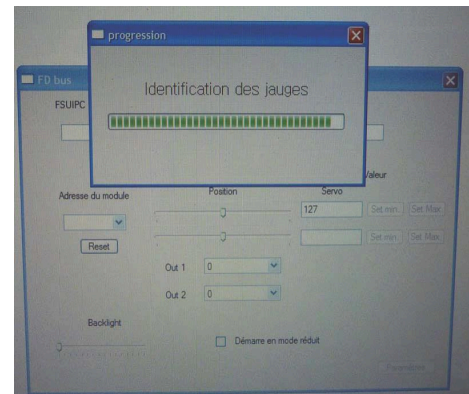 progression
Identification des jauges
FD bus
FSUIPC
Valeur
Adresse du module
Position
Servo
127
Set min
Set Max
Reset
Set min
Set Max
Out 1
0
Out 2
0
Backlight
Démarre en mode réduit